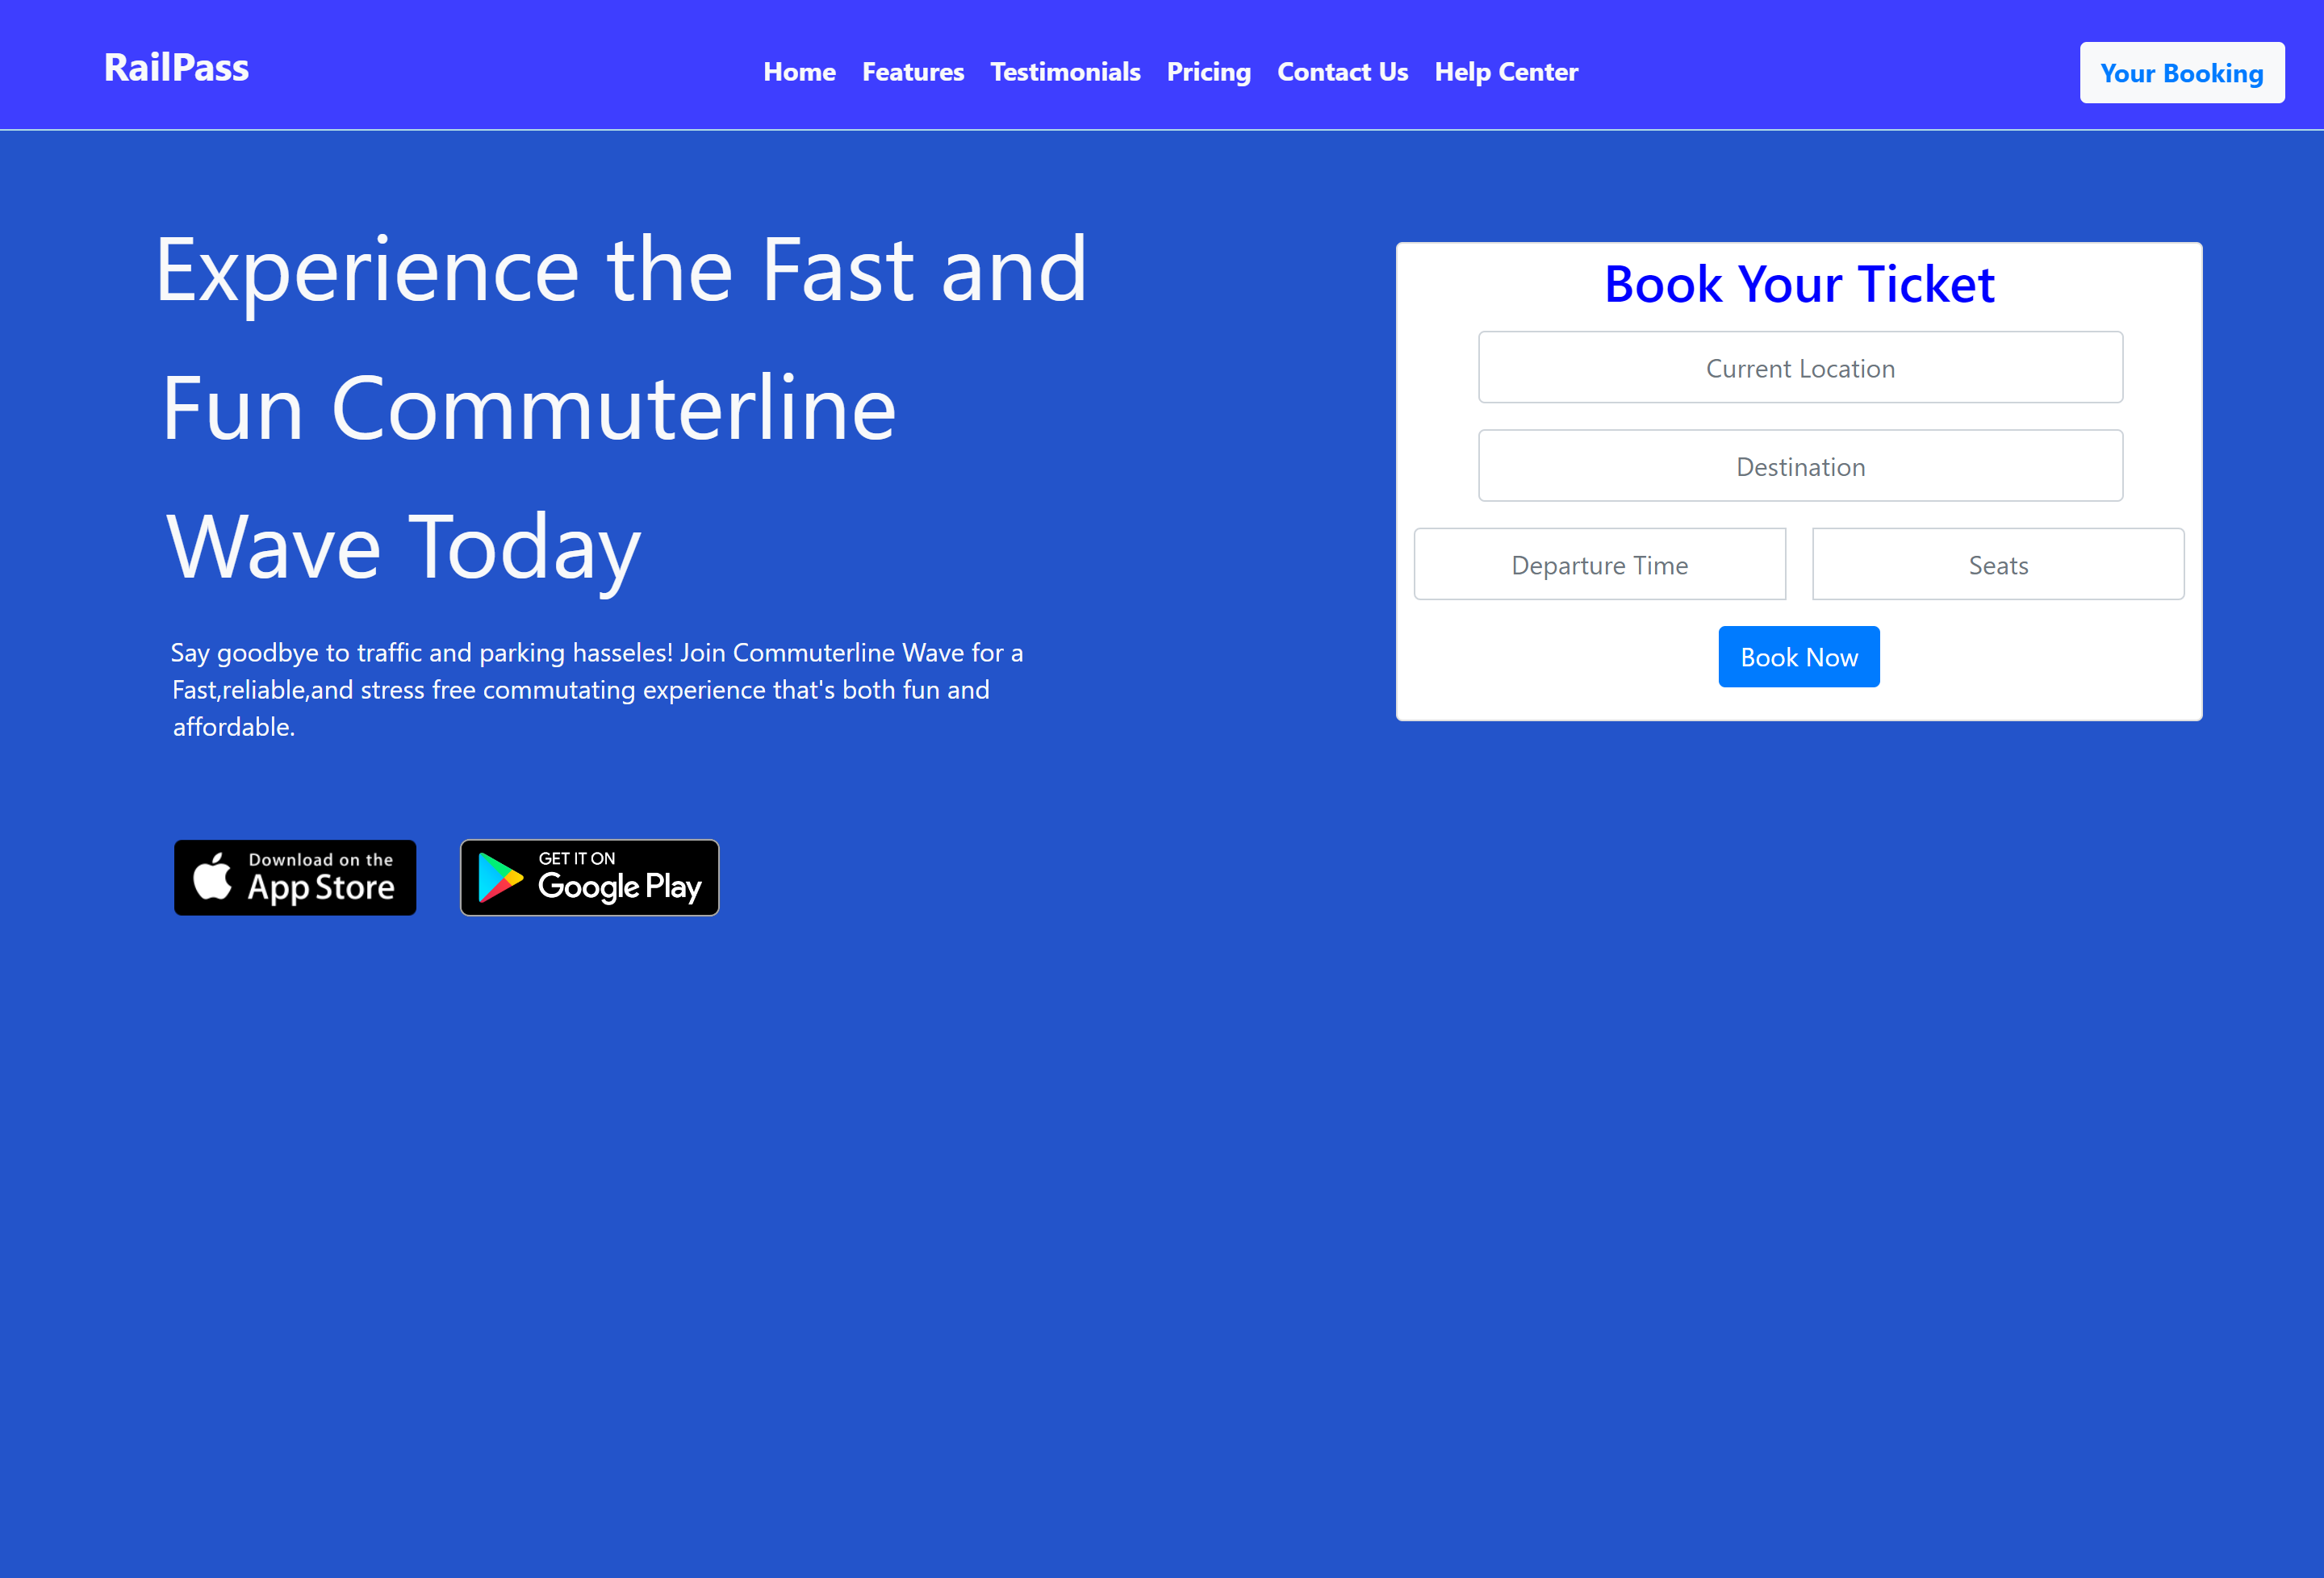 RailPass
Home Features Testimonials Pricing Contact Us Help Center
Your Booking
Experience the Fast and
Fun Commuterline
Wave Today
Say goodbye to traffic and parking hasseles! Join Commuterline Wave for a
Fast,reliable,and stress free commutating experience that's both fun and
affordable.
Download on the
App Store
GET IT ON
Google Play
Book Your Ticket
Current Location
Destination
Departure Time
Seats
Book Now